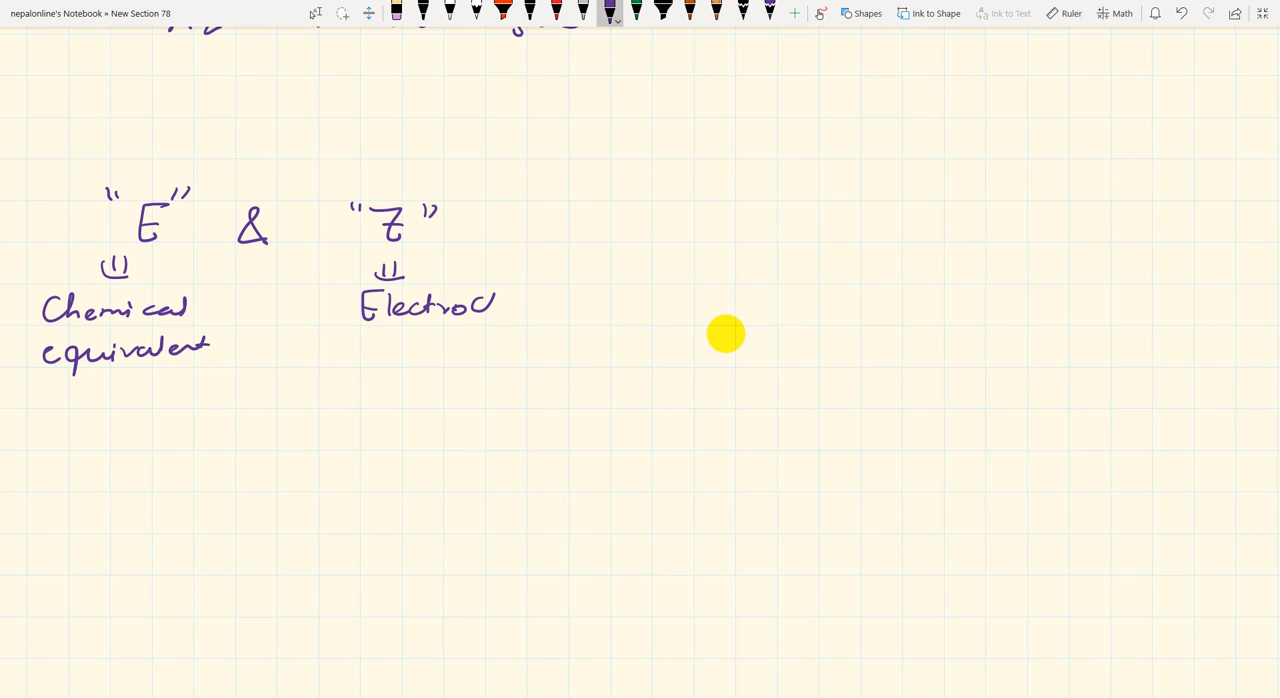 nepalonline's Notebook » New Section 78
Shapes Ink to Shape Ink to Text Ruler Math
"E" & "Z"
Chemical Electroc
equivalent